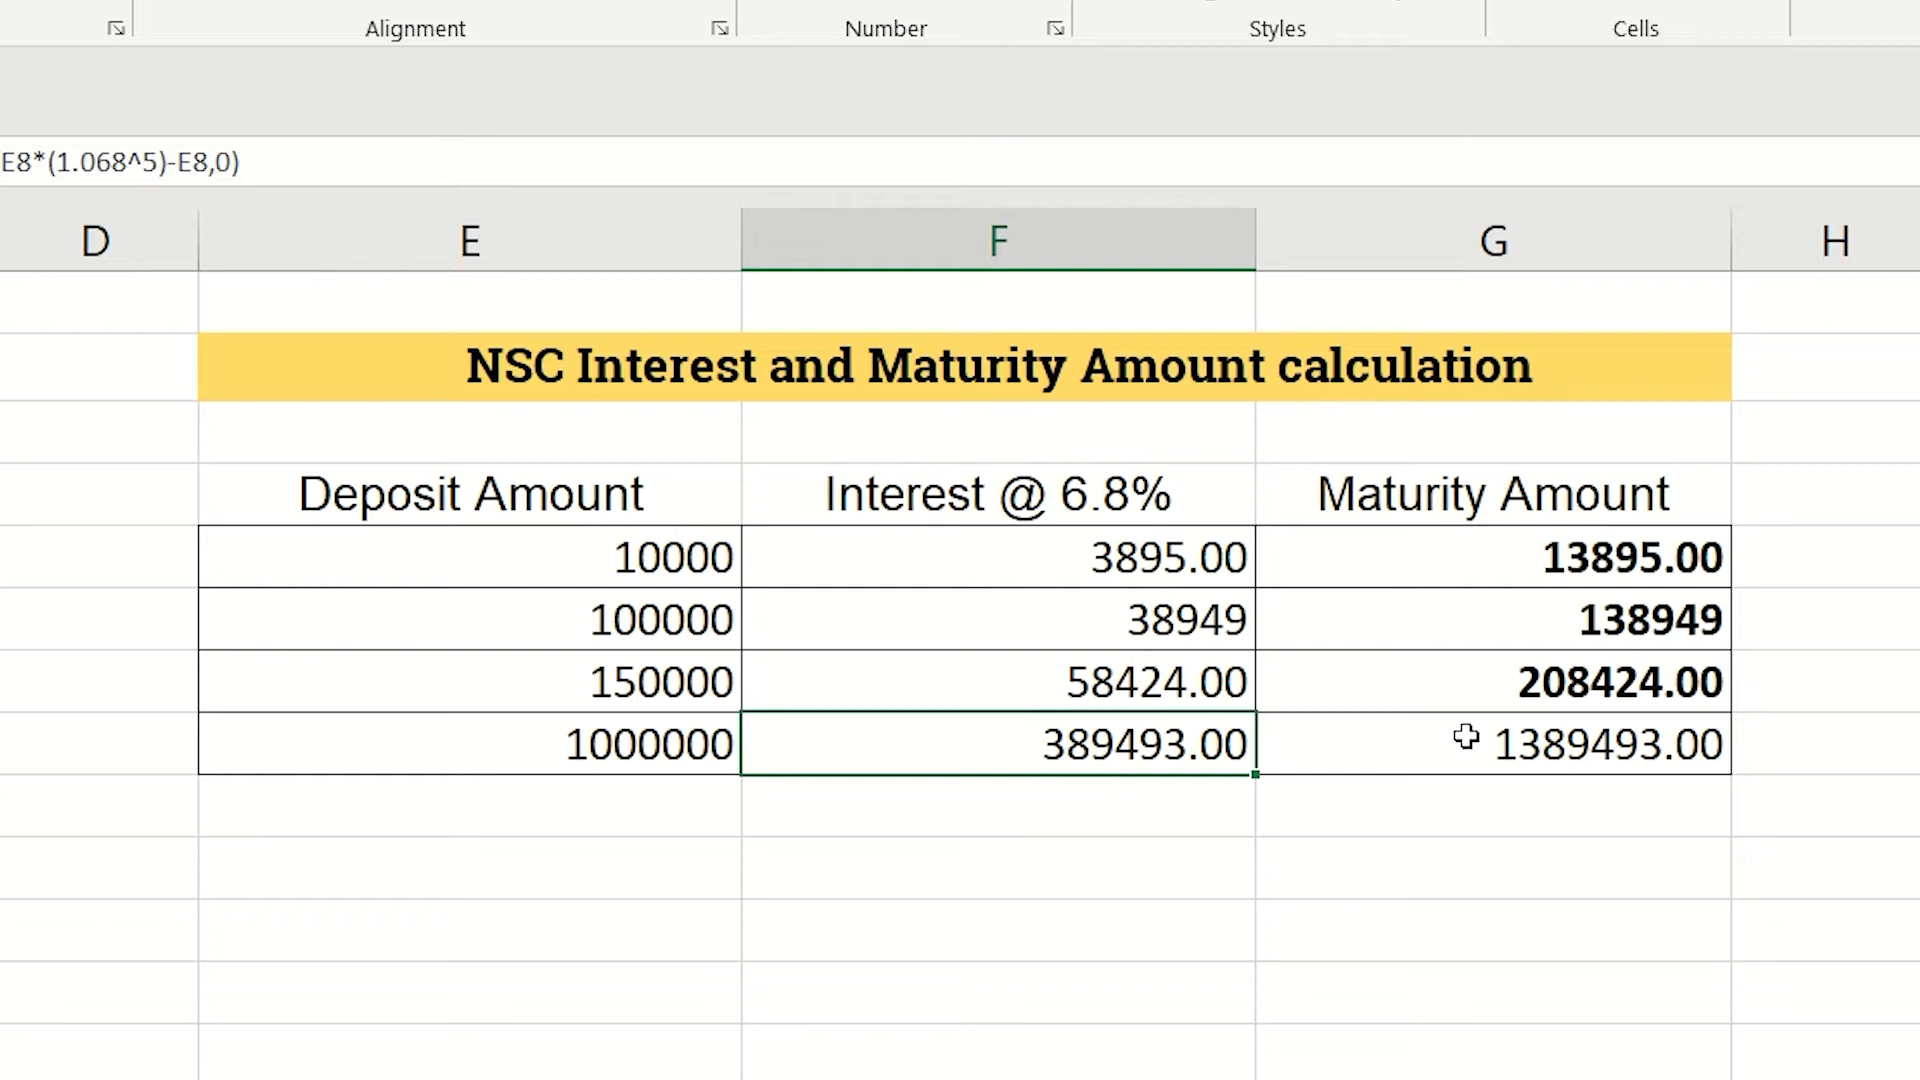 Alignment Number Styles Cells
E8*(1.068^5)-E8,0)
D E F G H
NSC Interest and Maturity Amount calculation
Deposit Amount Interest @ 6.8% Maturity Amount
10000 3895.00 13895.00
100000 38949 138949
150000 58424.00 208424.00
1000000 389493.00 1389493.00